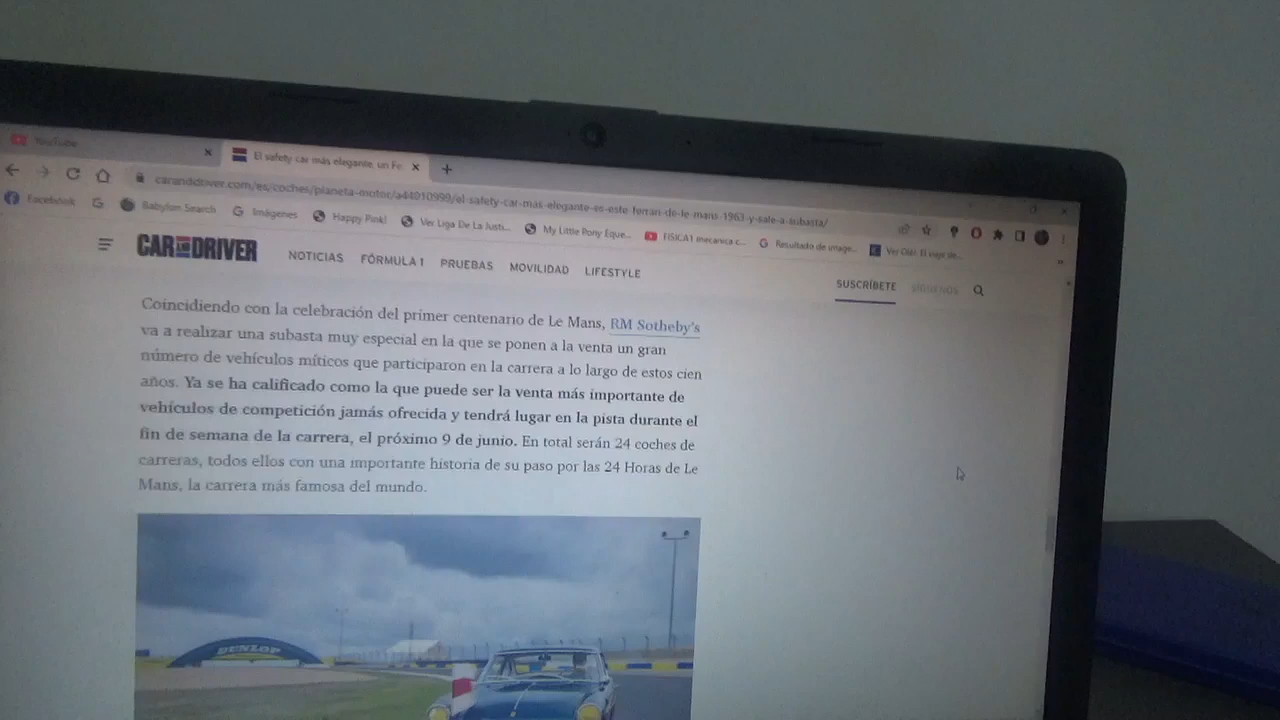 YouTube
El safety car más elegante, un Fe
caranddriver.com/es/coches/planeta-motor/a44010999/el-safety-car-mas-elegante-es-este-ferrari-de-le-mans-1963-y-sale-a-subasta/
Facebook
Babylon Search
Imágenes
Happy Pink!
Ver Liga De La Justi...
My Little Pony Eque...
FISICA1 mecanica c...
Resultado de image...
Ver Olé! El viaje de...
CAR AND DRIVER
NOTICIAS FÓRMULA 1 PRUEBAS MOVILIDAD LIFESTYLE
SUSCRÍBETE SÍGUENOS
Coincidiendo con la celebración del primer centenario de Le Mans, RM Sotheby's
va a realizar una subasta muy especial en la que se ponen a la venta un gran
número de vehículos míticos que participaron en la carrera a lo largo de estos cien
años. Ya se ha calificado como la que puede ser la venta más importante de
vehículos de competición jamás ofrecida y tendrá lugar en la pista durante el
fin de semana de la carrera, el próximo 9 de junio. En total serán 24 coches de
carreras, todos ellos con una importante historia de su paso por las 24 Horas de Le
Mans, la carrera más famosa del mundo.
DUNLOP